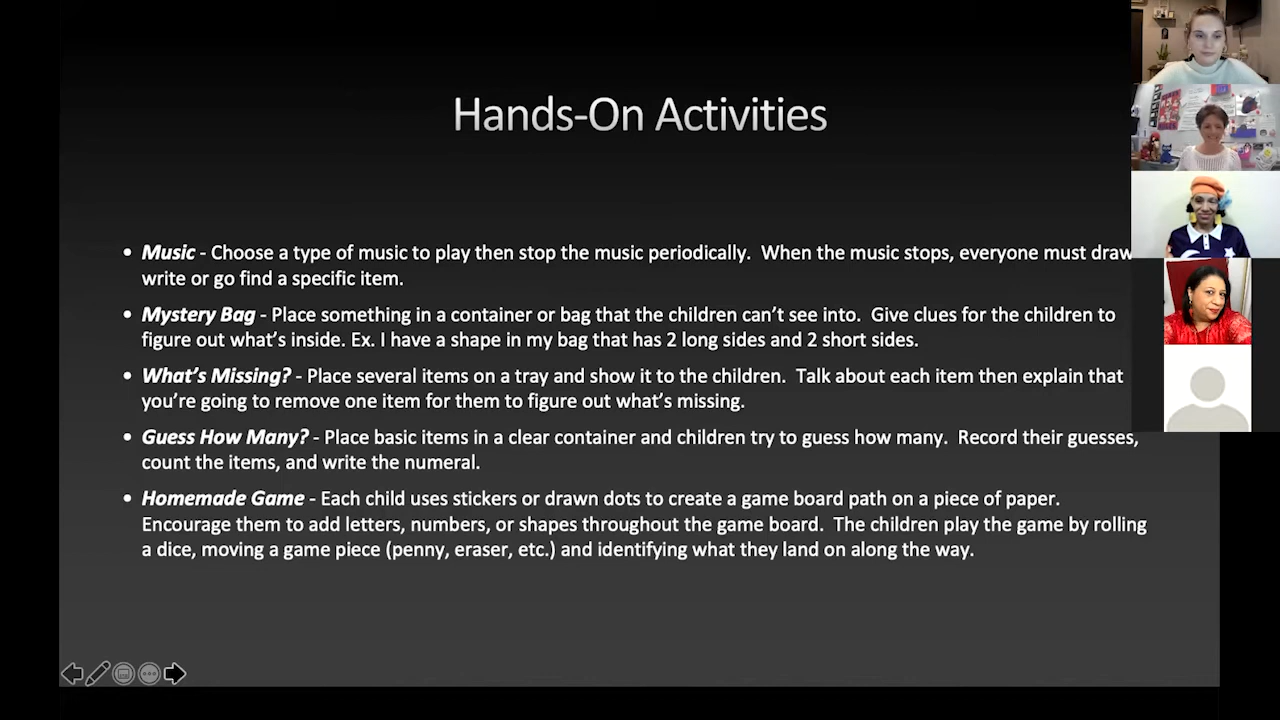 Hands-On Activities
• Music - Choose a type of music to play then stop the music periodically.  When the music stops, everyone must draw
write or go find a specific item.
• Mystery Bag - Place something in a container or bag that the children can't see into.  Give clues for the children to
figure out what's inside. Ex. I have a shape in my bag that has 2 long sides and 2 short sides.
• What's Missing? - Place several items on a tray and show it to the children.  Talk about each item then explain that
you're going to remove one item for them to figure out what's missing.
• Guess How Many? - Place basic items in a clear container and children try to guess how many.  Record their guesses,
count the items, and write the numeral.
• Homemade Game - Each child uses stickers or drawn dots to create a game board path on a piece of paper.
Encourage them to add letters, numbers, or shapes throughout the game board.  The children play the game by rolling
a dice, moving a game piece (penny, eraser, etc.) and identifying what they land on along the way.